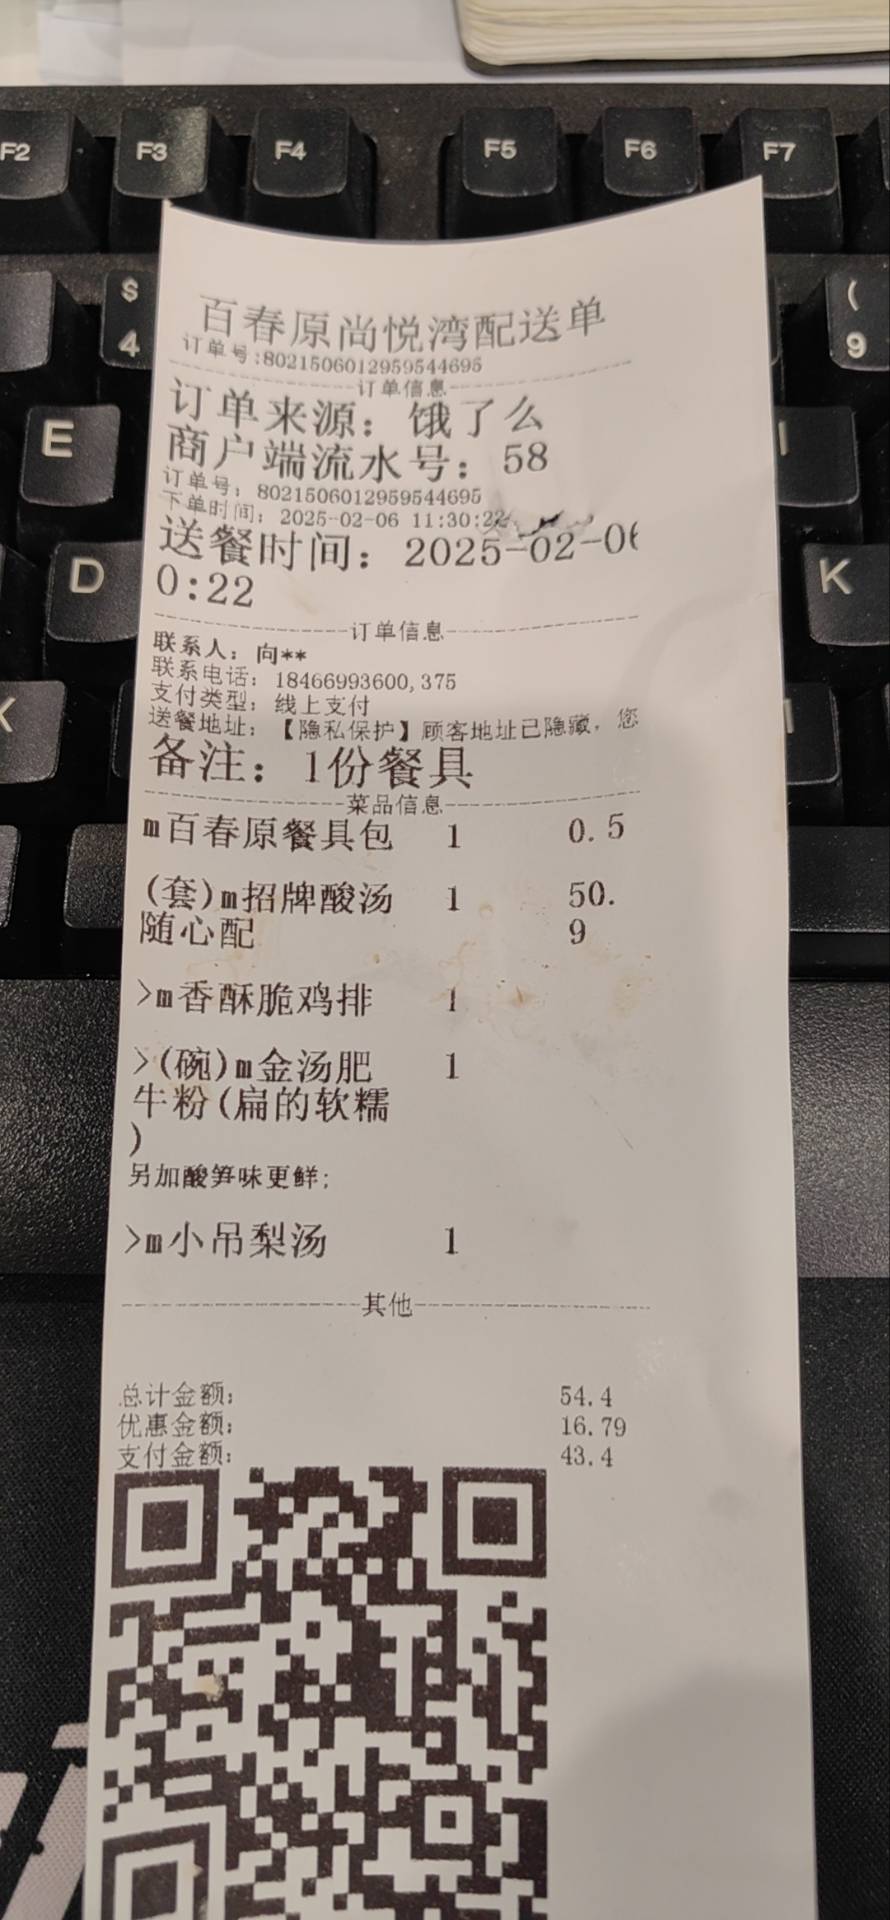 F2 F3 F4 F5 F6 F7
$ 4
( 9
E
D
K
百春原尚悦湾配送单
订单号:8021506012959544695
订单信息
订单来源：饿了么
商户端流水号：58
订单号：8021506012959544695
下单时间：2025-02-06 11:30:22
送餐时间：2025-02-06
0:22
订单信息
联系人：向**
联系电话：18466993600,375
支付类型：线上支付
送餐地址：【隐私保护】顾客地址已隐藏，您
备注：1份餐具
菜品信息
m百春原餐具包 1 0.5
(套)m招牌酸汤 1 50.
随心配 9
>m香酥脆鸡排 1
>(碗)m金汤肥 1
牛粉(扁的软糯
)
另加酸笋味更鲜;
>m小吊梨汤 1
其他
总计金额： 54.4
优惠金额： 16.79
支付金额： 43.4